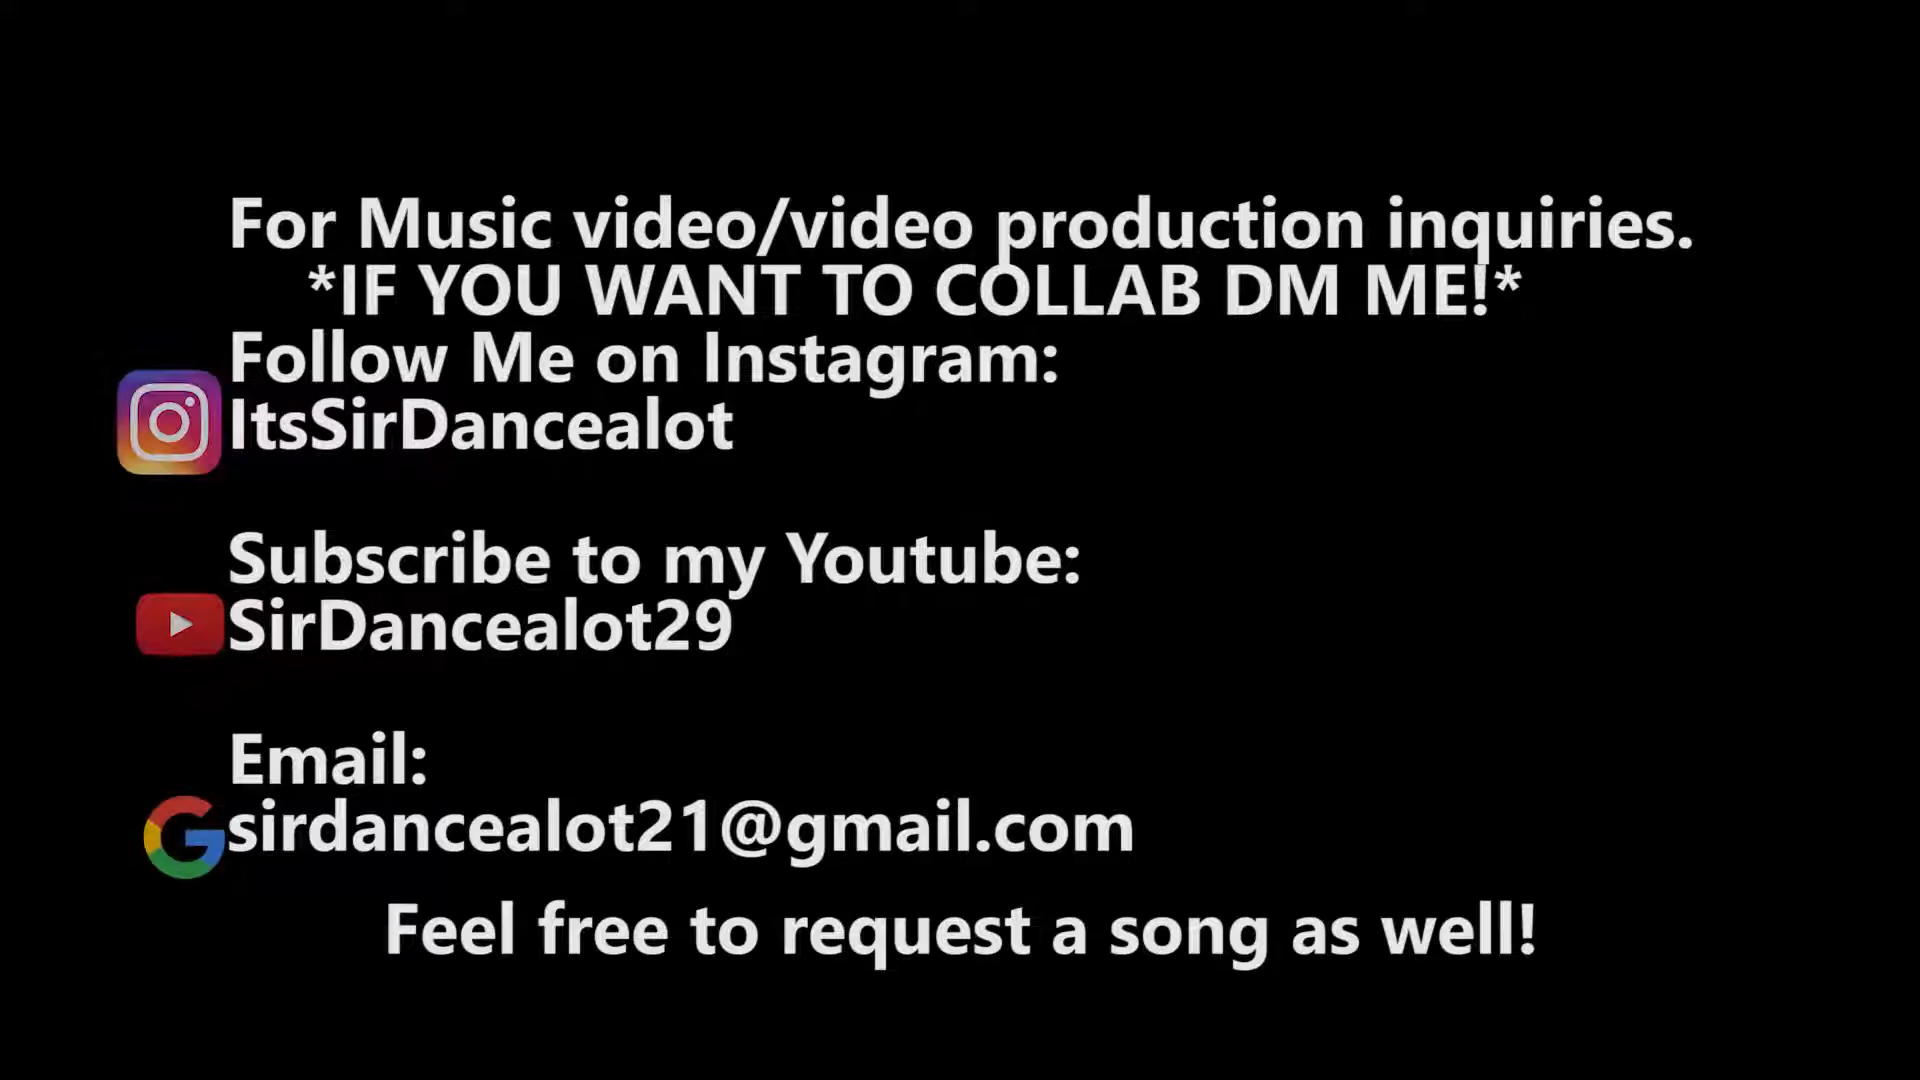 For Music video/video production inquiries.
*IF YOU WANT TO COLLAB DM ME!*
Follow Me on Instagram:
ItsSirDancealot
Subscribe to my Youtube:
SirDancealot29
Email:
sirdancealot21@gmail.com
Feel free to request a song as well!